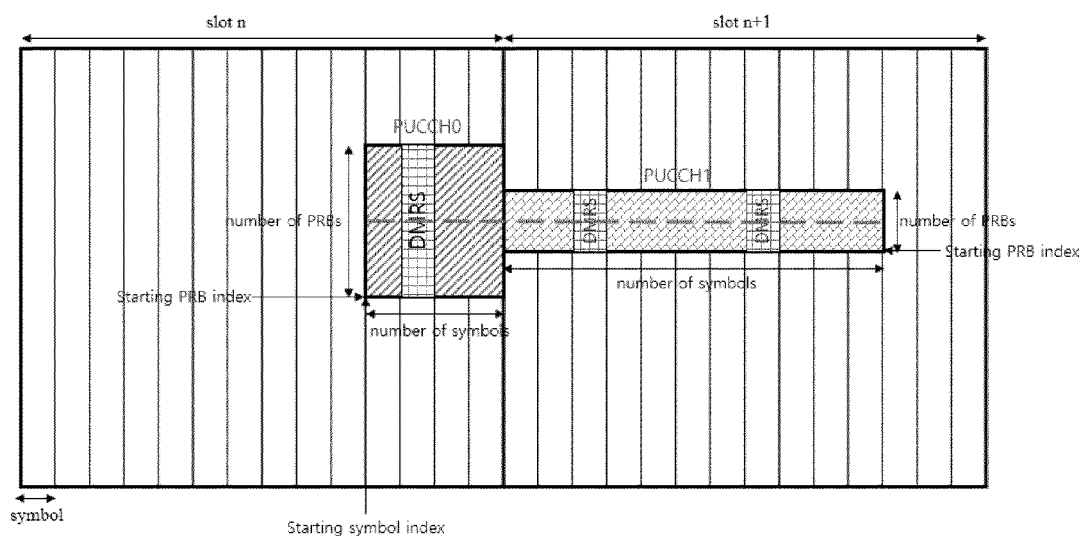 slot n
slot n+1
PUCCH0
PUCCH1
DMRS
DMRS
DMRS
number of PRBs
number of PRBs
Starting PRB index
number of symbols
Starting PRB index
number of symbols
symbol
Starting symbol index